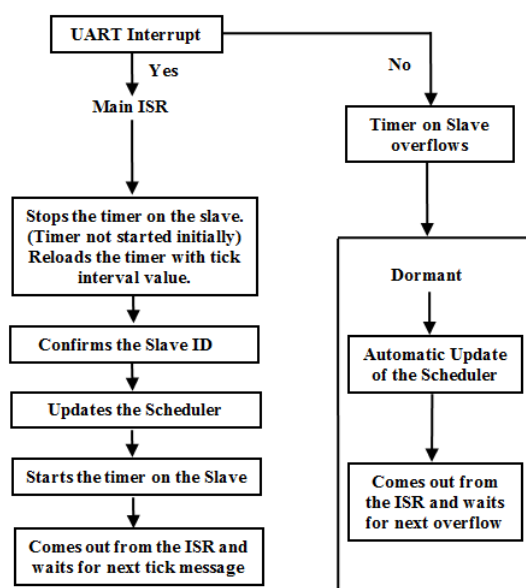 UART Interrupt
Yes
Main ISR
Stops the timer on the slave.
(Timer not started initially)
Reloads the timer with tick
interval value.
Confirms the Slave ID
Updates the Scheduler
Starts the timer on the Slave
Comes out from the ISR and
waits for next tick message
No
Timer on Slave
overflows
Dormant
Automatic Update
of the Scheduler
Comes out from
the ISR and waits
for next overflow